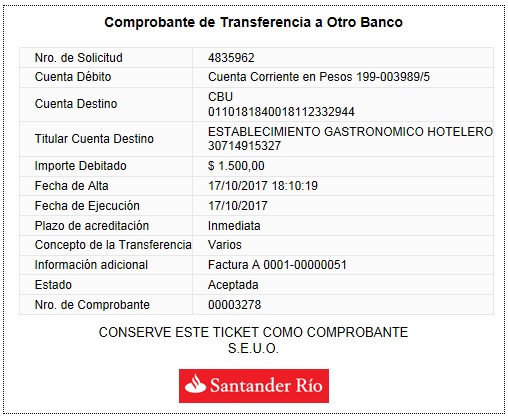 Comprobante de Transferencia a Otro Banco
Nro. de Solicitud 4835962
Cuenta Débito Cuenta Corriente en Pesos 199-003989/5
Cuenta Destino CBU
0110181840018112332944
Titular Cuenta Destino ESTABLECIMIENTO GASTRONOMICO HOTELERO
30714915327
Importe Debitado $ 1.500,00
Fecha de Alta 17/10/2017 18:10:19
Fecha de Ejecución 17/10/2017
Plazo de acreditación Inmediata
Concepto de la Transferencia Varios
Información adicional Factura A 0001-00000051
Estado Aceptada
Nro. de Comprobante 00003278
CONSERVE ESTE TICKET COMO COMPROBANTE
S.E.U.O.
Santander Río